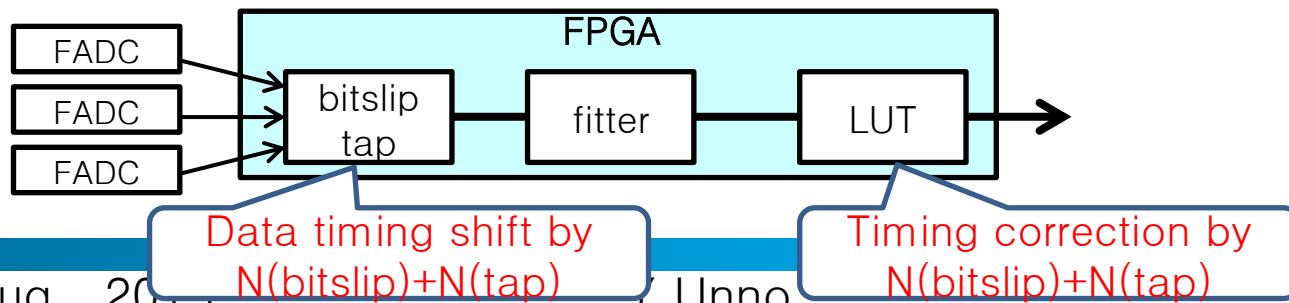 FPGA
FADC
FADC
FADC
bitslip
tap
fitter
LUT
Data timing shift by
N(bitslip)+N(tap)
Timing correction by
N(bitslip)+N(tap)
Unno